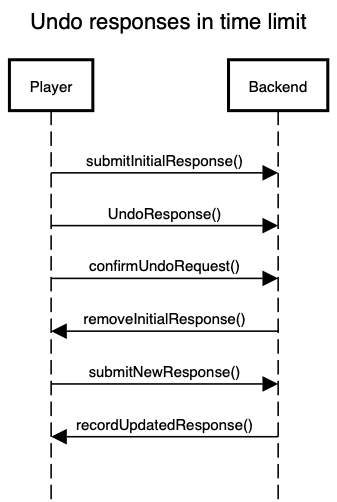 Undo responses in time limit
Player
Backend
submitInitialResponse()
UndoResponse()
confirmUndoRequest()
removeInitialResponse()
submitNewResponse()
recordUpdatedResponse()